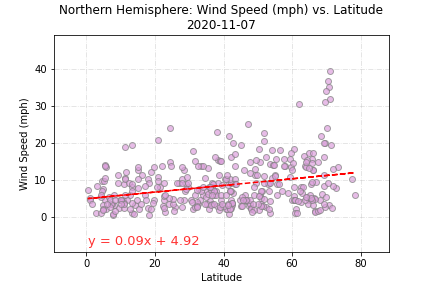 Northern Hemisphere: Wind Speed (mph) vs. Latitude
2020-11-07
Wind Speed (mph)
40
30
20
10
0
y = 0.09x + 4.92
0 20 40 60 80
Latitude